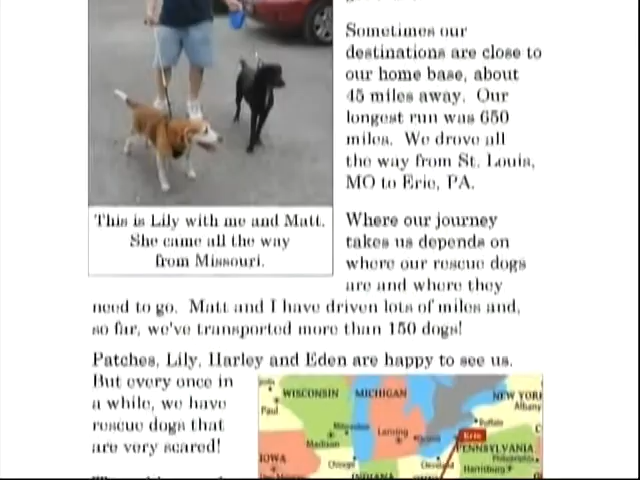 Sometimes our
destinations are close to
our home base, about
45 miles away. Our
longest run was 650
miles. We drove all
the way from St. Louis,
MO to Erie, PA.
This is Lily with me and Matt.
She came all the way
from Missouri.
Where our journey
takes us depends on
where our rescue dogs
are and where they
need to go. Matt and I have driven lots of miles and,
so far, we've transported more than 150 dogs!
Patches, Lily, Harley and Eden are happy to see us.
But every once in
a while, we have
rescue dogs that
are very scared!
WISCONSIN
MICHIGAN
NEW YORK
Albany
Paul
Buffalo
Milwaukee
Lansing
Erie
Madison
PENNSYLVANIA
IOWA
Chicago
Cleveland
Philadelphia
Harrisburg
INDIANA